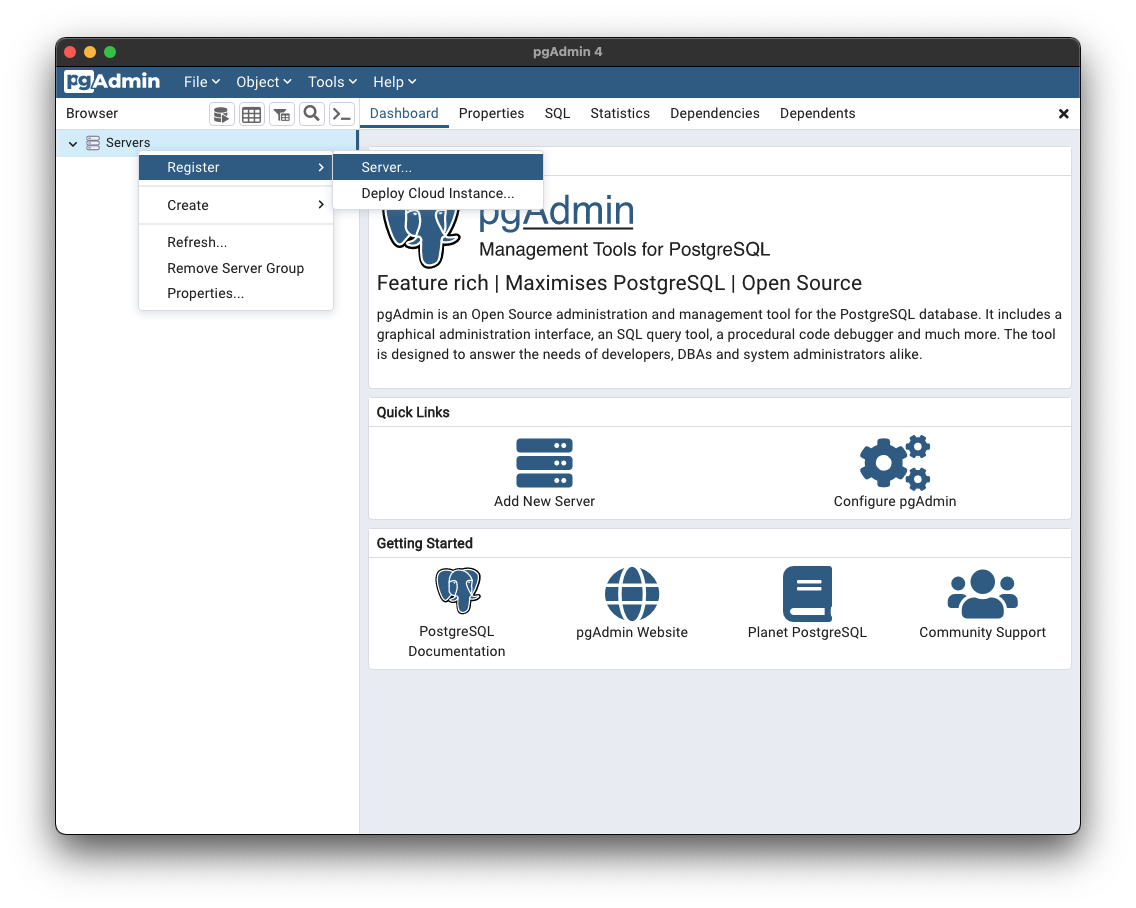 pgAdmin 4
pgAdmin File Object Tools Help
Browser
Dashboard Properties SQL Statistics Dependencies Dependents
Servers
Register
Server...
Deploy Cloud Instance...
Create
Refresh...
Remove Server Group
Properties...
pgAdmin
Management Tools for PostgreSQL
Feature rich | Maximises PostgreSQL | Open Source
pgAdmin is an Open Source administration and management tool for the PostgreSQL database. It includes a
graphical administration interface, an SQL query tool, a procedural code debugger and much more. The tool
is designed to answer the needs of developers, DBAs and system administrators alike.
Quick Links
Add New Server
Configure pgAdmin
Getting Started
PostgreSQL
Documentation
pgAdmin Website
Planet PostgreSQL
Community Support